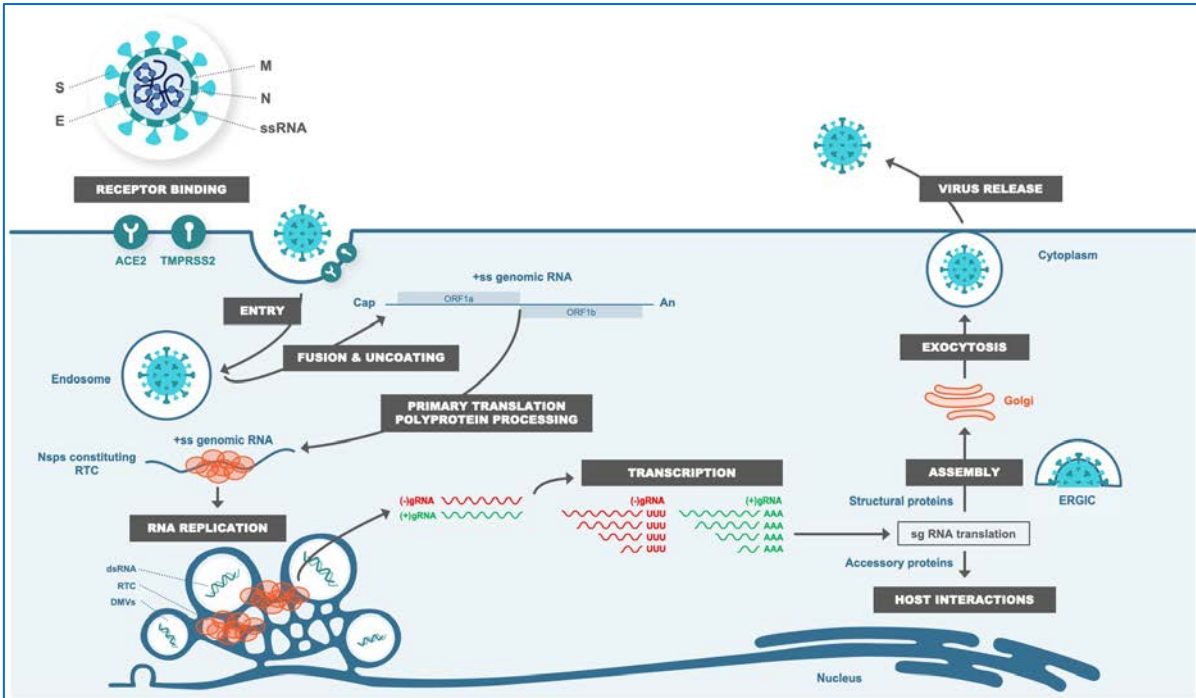 S
E
M
N
ssRNA
RECEPTOR BINDING
ACE2
TMPRSS2
ENTRY
Endosome
FUSION & UNCOATING
+ss genomic RNA
Cap
ORF1a
ORF1b
An
PRIMARY TRANSLATION
POLYPROTEIN PROCESSING
+ss genomic RNA
Nsps constituting
RTC
RNA REPLICATION
dsRNA
RTC
DMVs
(-)gRNA
(+)gRNA
TRANSCRIPTION
(-)gRNA
UUU
UUU
UUU
UUU
(+)gRNA
AAA
AAA
AAA
AAA
VIRUS RELEASE
Cytoplasm
EXOCYTOSIS
Golgi
ASSEMBLY
ERGIC
Structural proteins
sg RNA translation
Accessory proteins
HOST INTERACTIONS
Nucleus